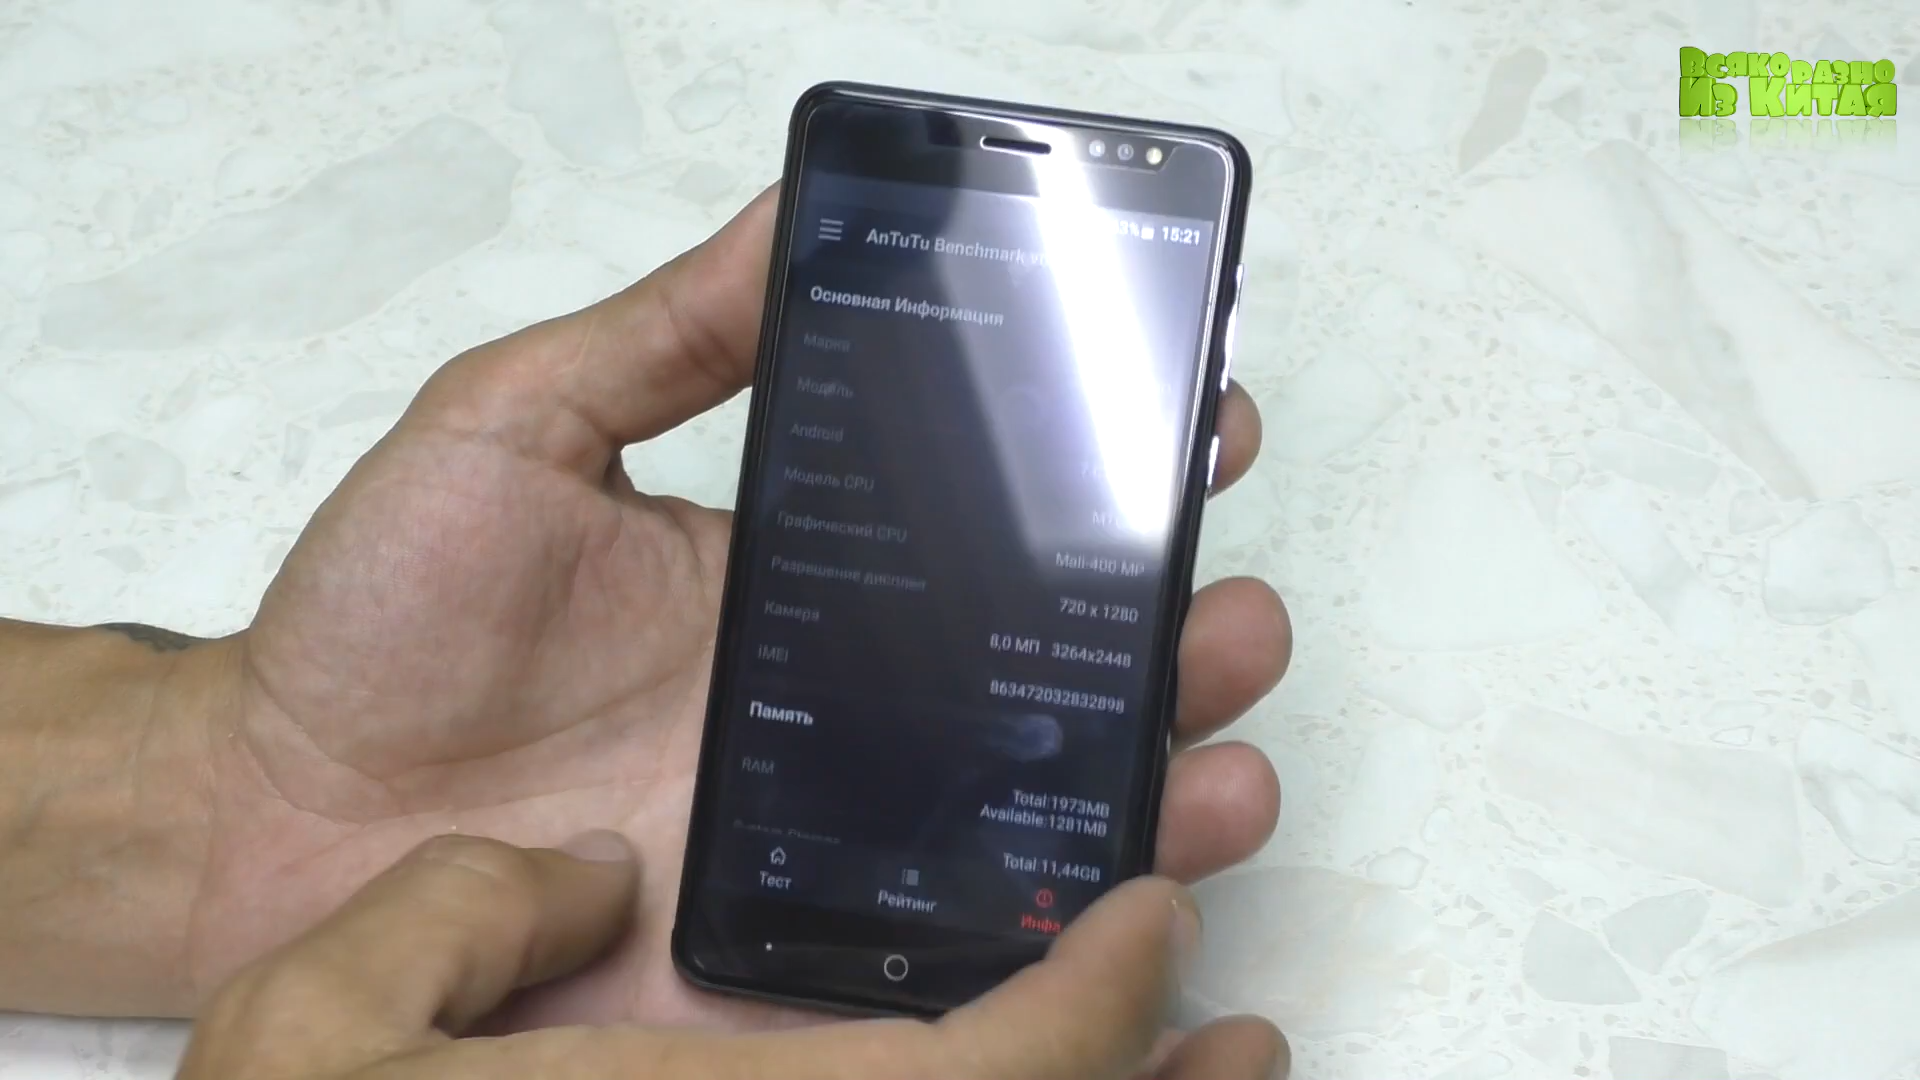 Всяко разно
Из Китая
15:21
AnTuTu Benchmark
Основная Информация
Марка
Модель
Android
Модель CPU
Графический CPU
Mali-400 MP
Разрешение дисплея
720 x 1280
Камера
8,0 МП 3264x2448
IMEI
863472032832898
Память
RAM
Total:1973MB
Available:1281MB
Total:11,44GB
Тест
Рейтинг
Инфа